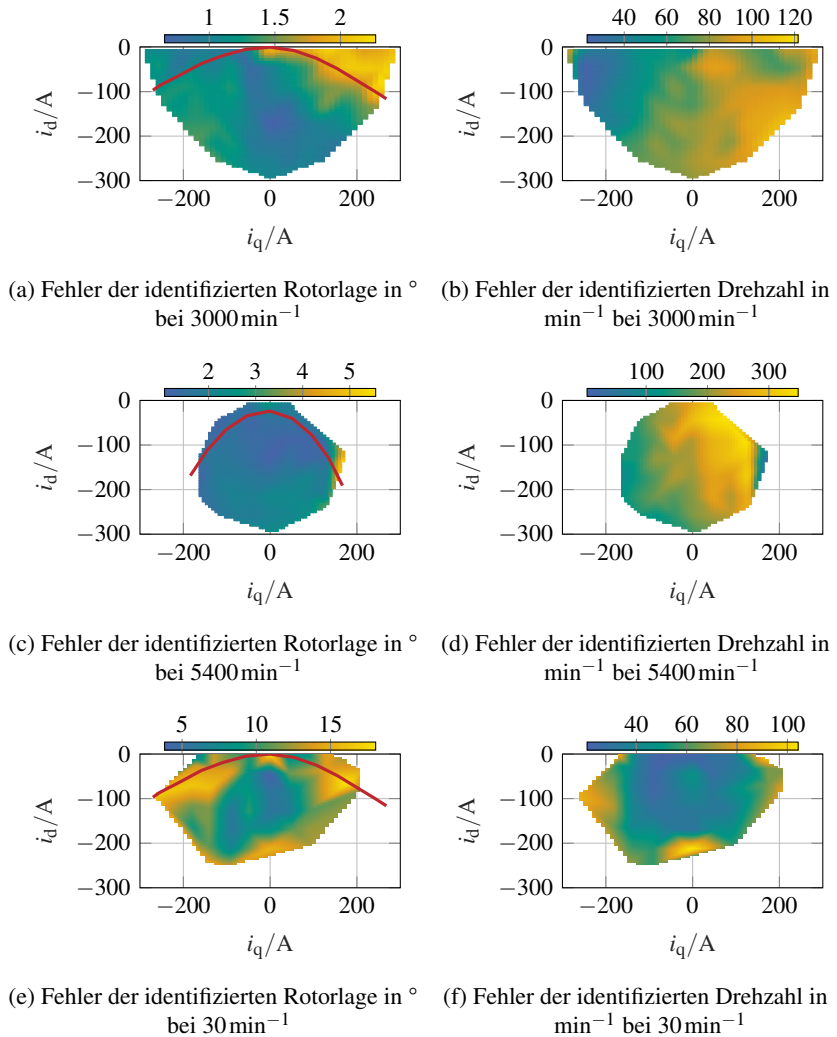 1 1.5 2
0
−100
−200
−300
i_d/A
−200 0 200
i_q/A
(a) Fehler der identifizierten Rotorlage in °
bei 3000 min⁻¹
40 60 80 100 120
0
−100
−200
−300
i_d/A
−200 0 200
i_q/A
(b) Fehler der identifizierten Drehzahl in
min⁻¹ bei 3000 min⁻¹
2 3 4 5
0
−100
−200
−300
i_d/A
−200 0 200
i_q/A
(c) Fehler der identifizierten Rotorlage in °
bei 5400 min⁻¹
100 200 300
0
−100
−200
−300
i_d/A
−200 0 200
i_q/A
(d) Fehler der identifizierten Drehzahl in
min⁻¹ bei 5400 min⁻¹
5 10 15
0
−100
−200
−300
i_d/A
−200 0 200
i_q/A
(e) Fehler der identifizierten Rotorlage in °
bei 30 min⁻¹
40 60 80 100
0
−100
−200
−300
i_d/A
−200 0 200
i_q/A
(f) Fehler der identifizierten Drehzahl in
min⁻¹ bei 30 min⁻¹